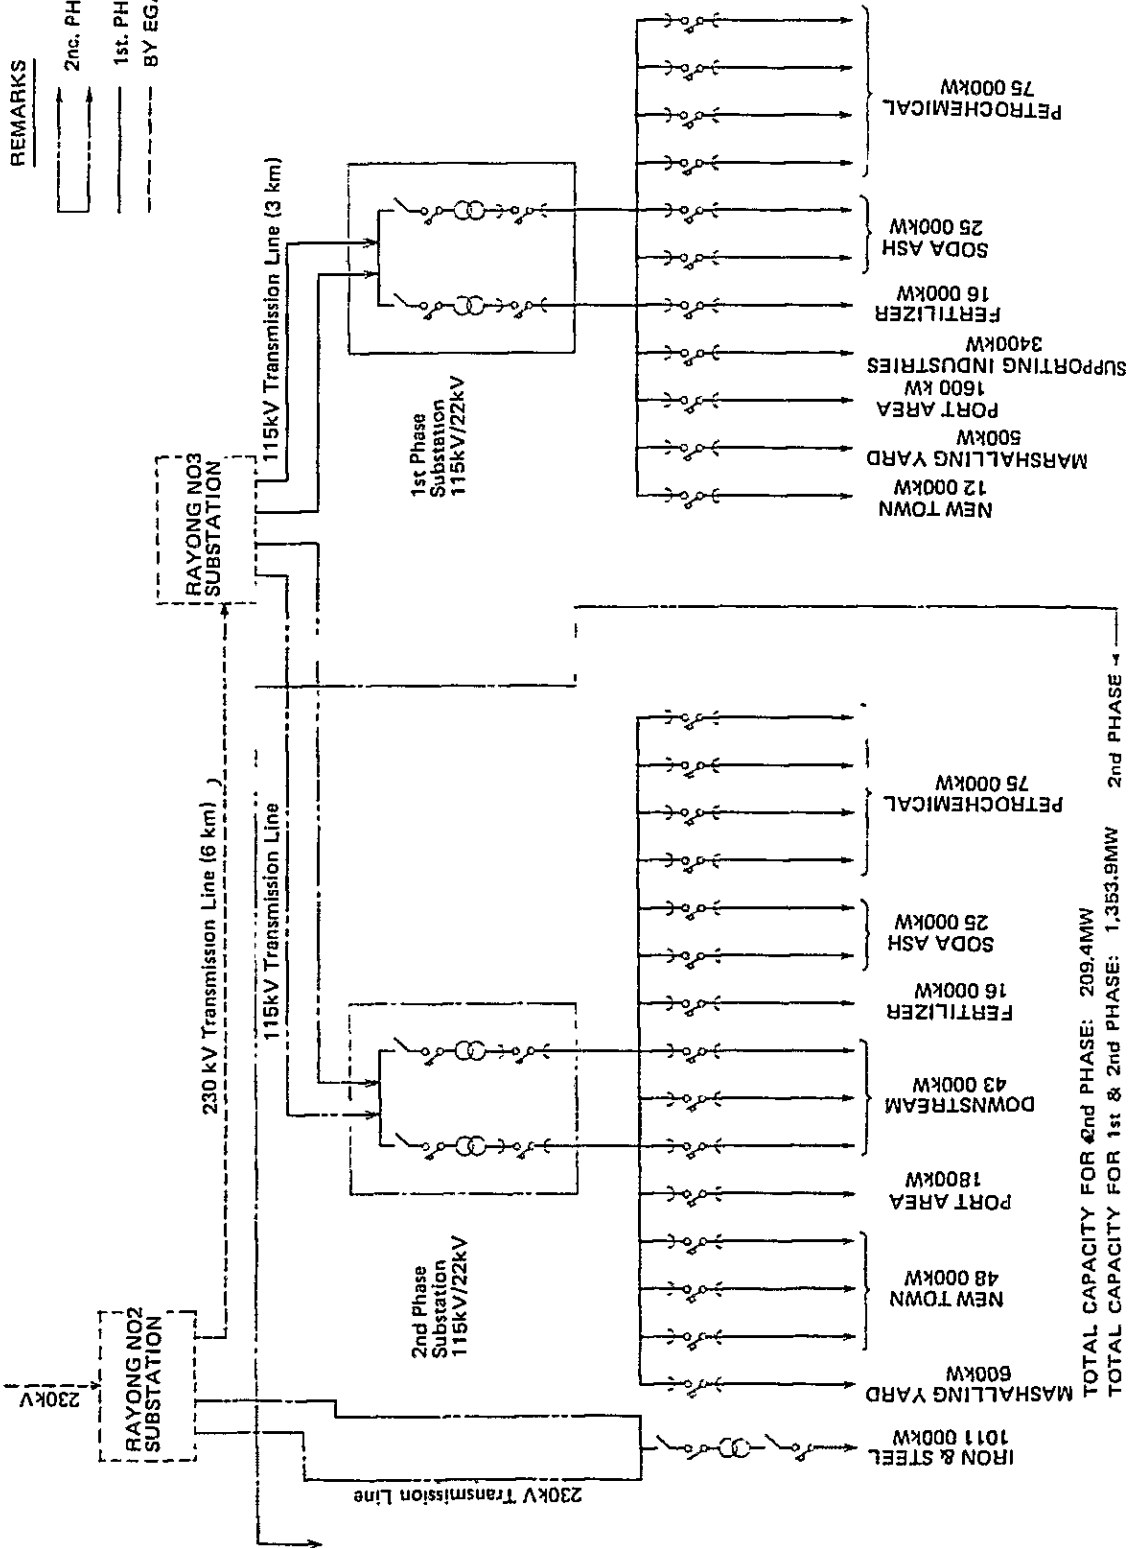 REMARKS
2nc. PH
1st. PH
BY EGA
230kV
RAYONG NO2
SUBSTATION
230 kV Transmission Line (6 km)
RAYONG NO3
SUBSTATION
115kV Transmission Line
115kV Transmission Line (3 km)
230kV Transmission Line
2nd Phase
Substation
115kV/22kV
1st Phase
Substation
115kV/22kV
IRON & STEEL
1011 000kW
MASHALLING YARD
600kW
NEW TOWN
48 000kW
PORT AREA
1800kW
DOWNSTREAM
43 000kW
FERTILIZER
16 000kW
SODA ASH
25 000kW
PETROCHEMICAL
75 000kW
NEW TOWN
12 000kW
MARSHALLING YARD
500kW
PORT AREA
1600 kW
SUPPORTING INDUSTRIES
3400kW
FERTILIZER
16 000kW
SODA ASH
25 000kW
PETROCHEMICAL
75 000kW
TOTAL CAPACITY FOR 2nd PHASE: 209.4MW
TOTAL CAPACITY FOR 1st & 2nd PHASE: 1,353.9MW
2nd PHASE